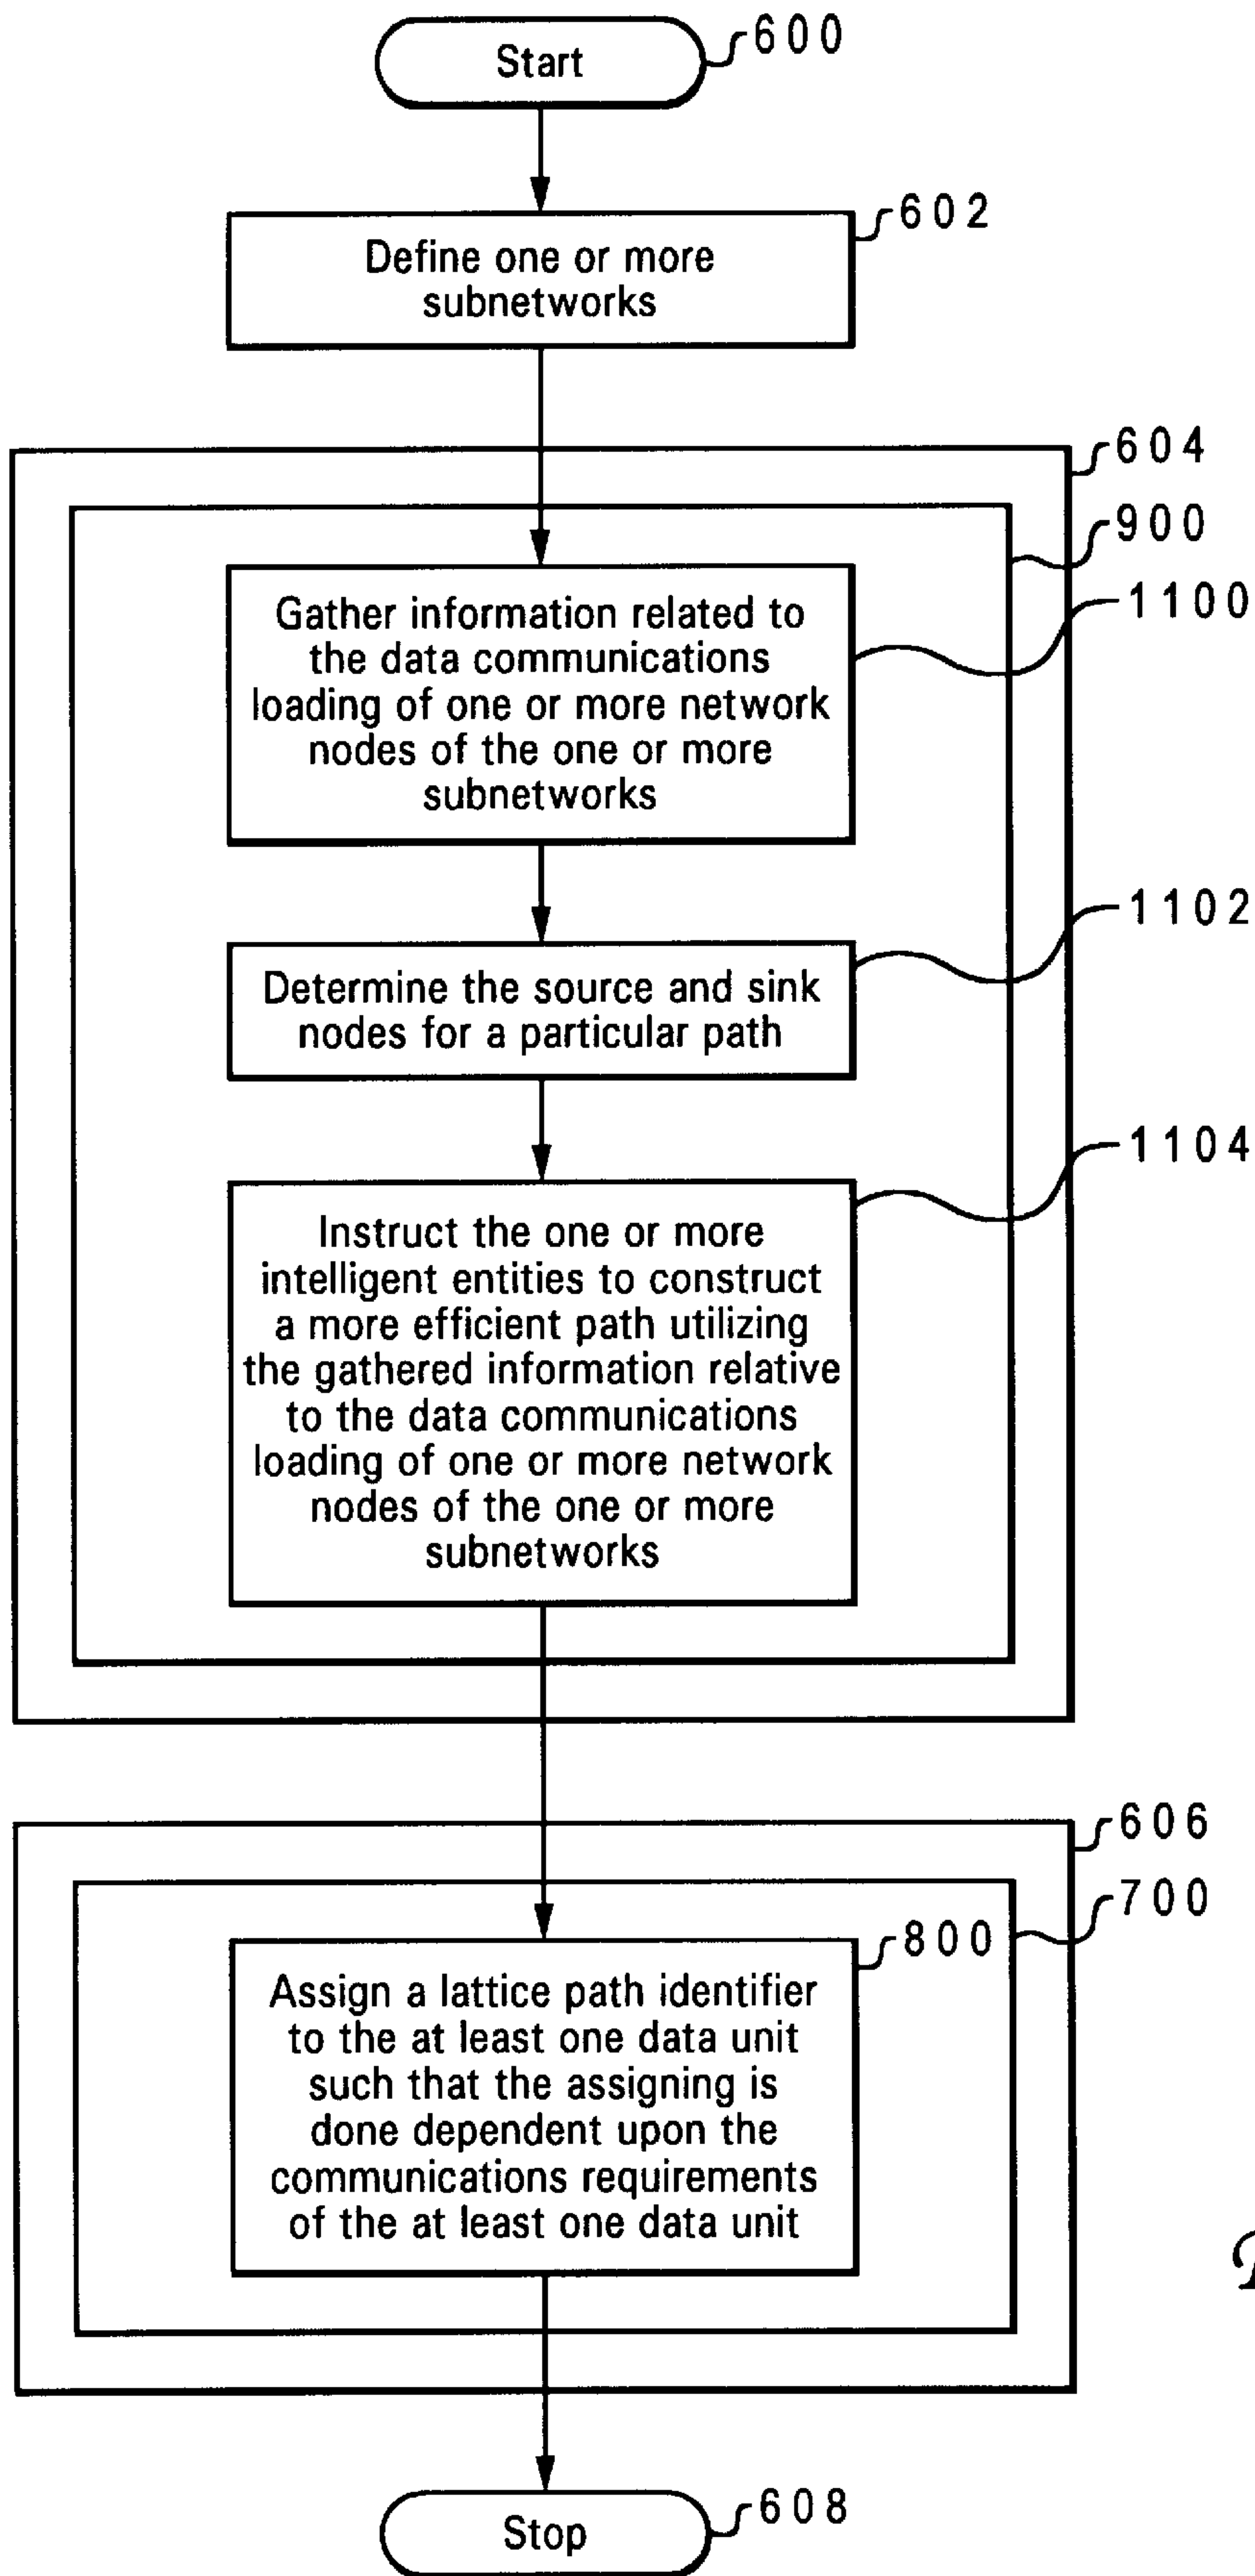 Start
600
Define one or more
subnetworks
602
604
900
Gather information related to
the data communications
loading of one or more network
nodes of the one or more
subnetworks
1100
Determine the source and sink
nodes for a particular path
1102
Instruct the one or more
intelligent entities to construct
a more efficient path utilizing
the gathered information relative
to the data communications
loading of one or more network
nodes of the one or more
subnetworks
1104
606
700
Assign a lattice path identifier
to the at least one data unit
such that the assigning is
done dependent upon the
communications requirements
of the at least one data unit
800
Stop
608